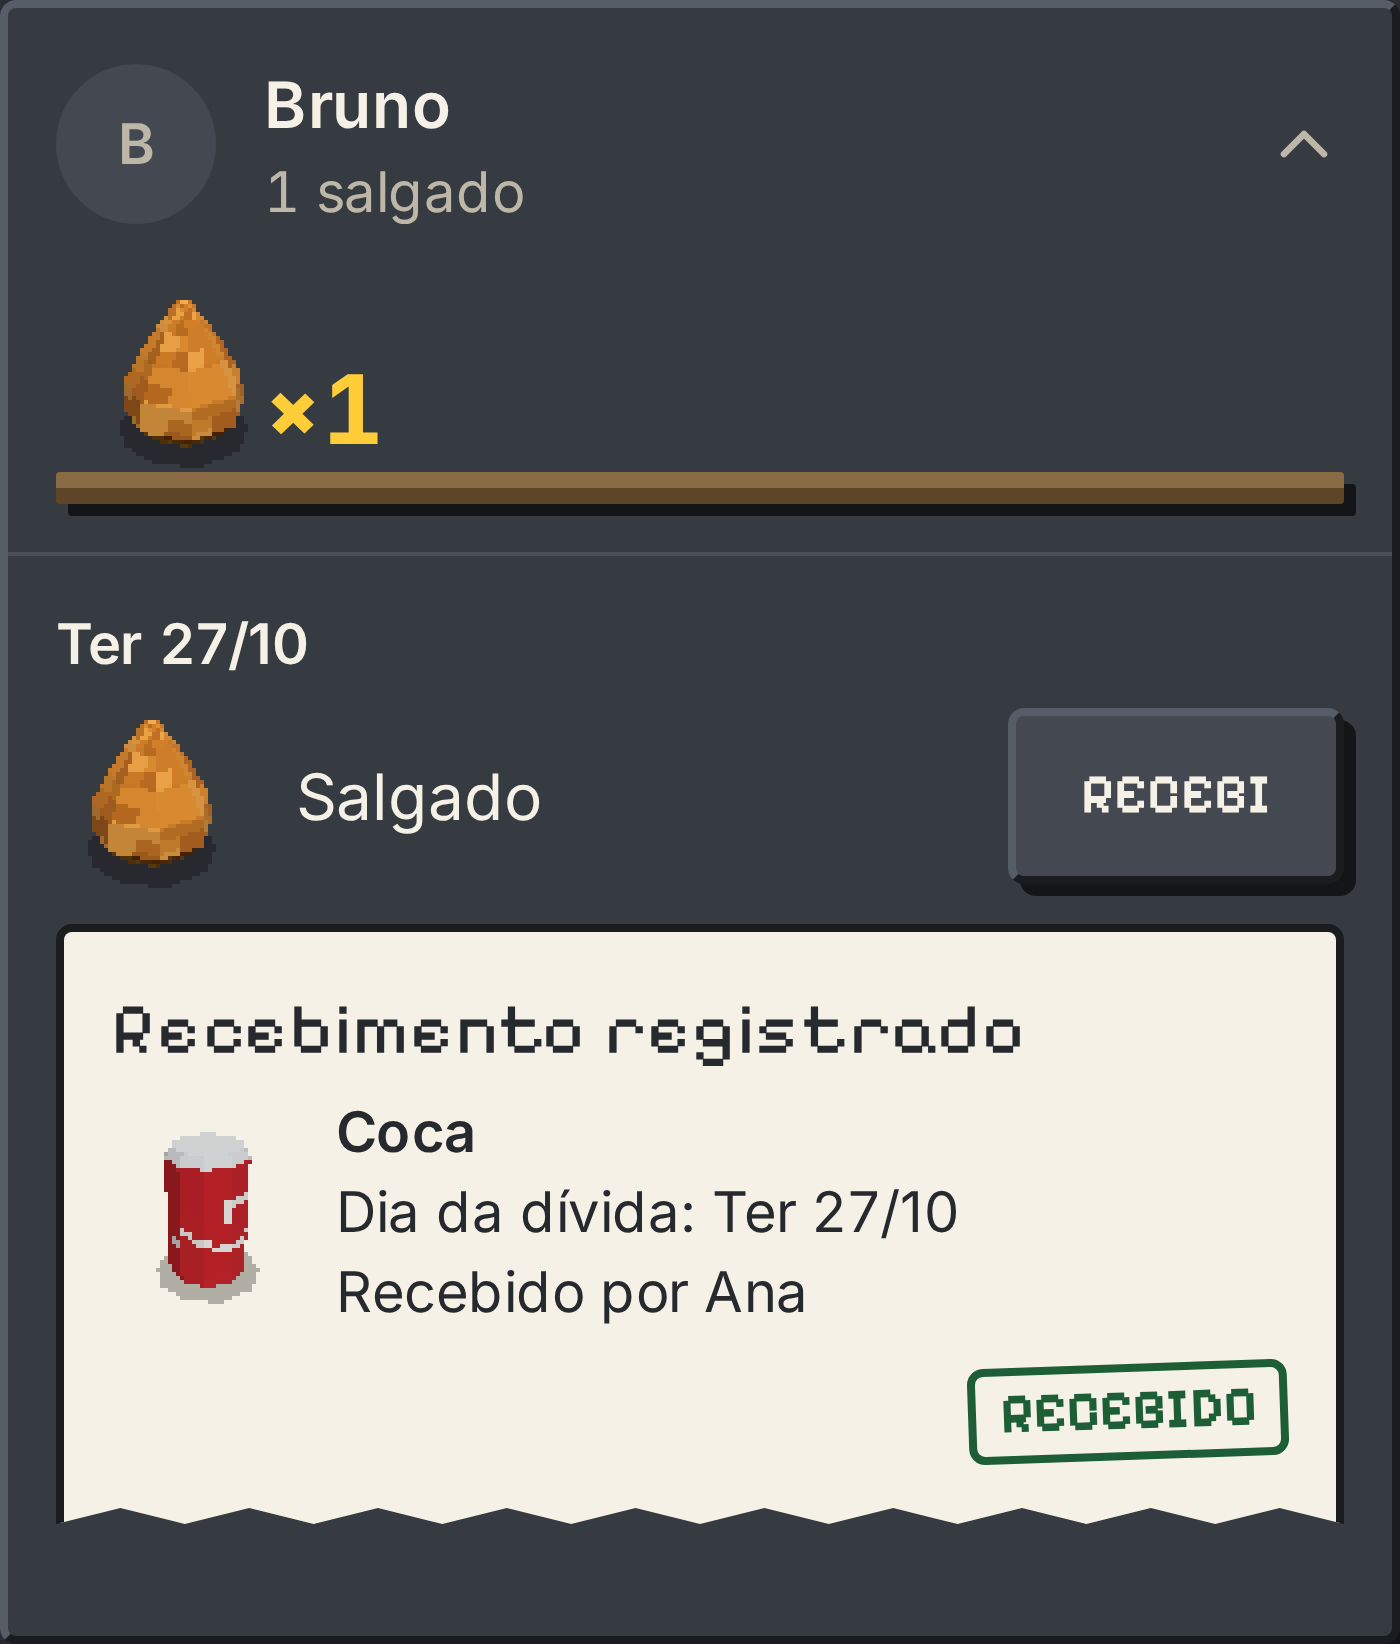 B
Bruno
1 salgado
×1
Ter 27/10
Salgado
RECEBI
Recebimento registrado
Coca
Dia da dívida: Ter 27/10
Recebido por Ana
RECEBIDO